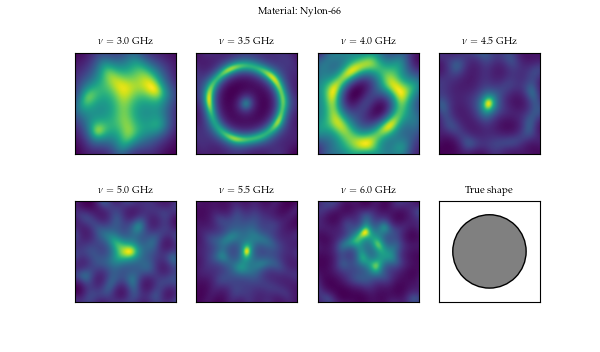 Material: Nylon-66
ν = 3.0 GHz
ν = 3.5 GHz
ν = 4.0 GHz
ν = 4.5 GHz
ν = 5.0 GHz
ν = 5.5 GHz
ν = 6.0 GHz
True shape